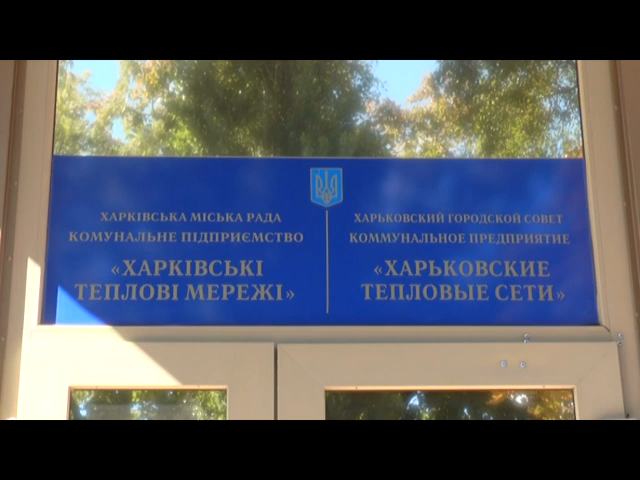 ХАРКІВСЬКА МІСЬКА РАДА
КОМУНАЛЬНЕ ПІДПРИЄМСТВО
«ХАРКІВСЬКІ
ТЕПЛОВІ МЕРЕЖІ»
ХАРЬКОВСКИЙ ГОРОДСКОЙ СОВЕТ
КОММУНАЛЬНОЕ ПРЕДПРИЯТИЕ
«ХАРЬКОВСКИЕ
ТЕПЛОВЫЕ СЕТИ»